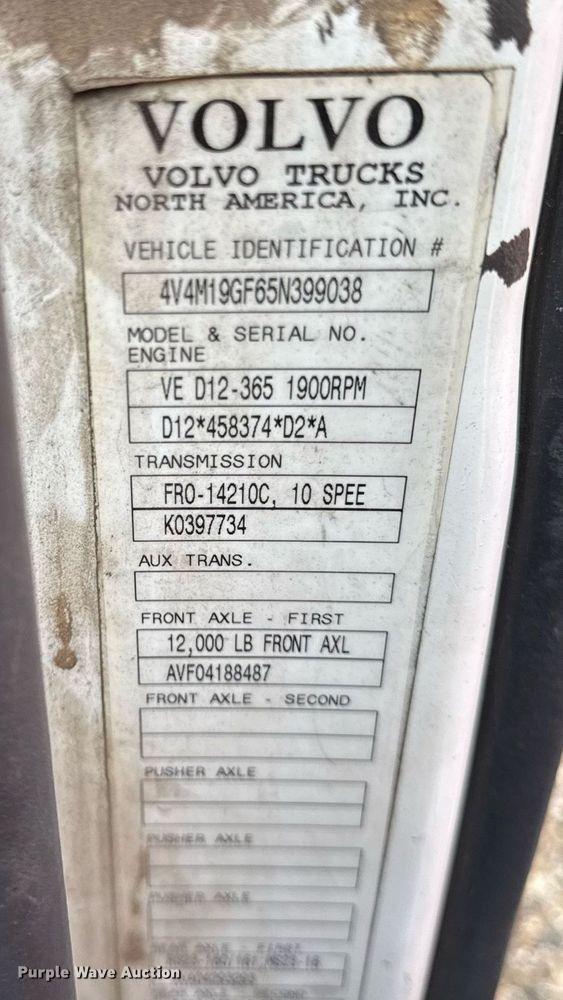 VOLVO
VOLVO TRUCKS
NORTH AMERICA, INC.
VEHICLE IDENTIFICATION #
4V4M19GF65N399038
MODEL & SERIAL NO.
ENGINE
VE D12-365 1900RPM
D12*458374*D2*A
TRANSMISSION
FRO-14210C, 10 SPEE
K0397734
AUX TRANS.
FRONT AXLE - FIRST
12,000 LB FRONT AXL
AVF04188487
FRONT AXLE - SECOND
PUSHER AXLE
PUSHER AXLE
PUSHER AXLE
Purple Wave Auction